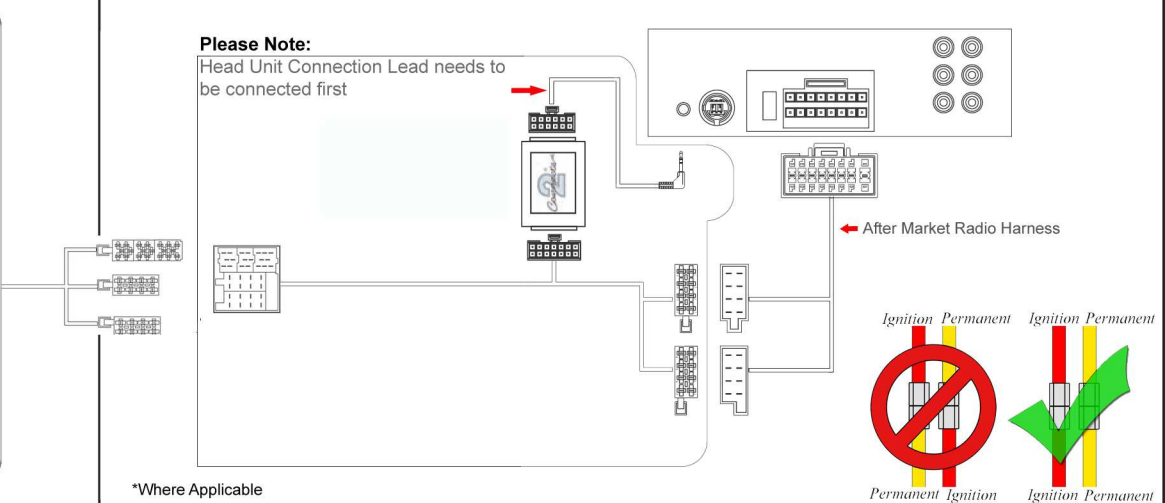 Please Note:
Head Unit Connection Lead needs to
be connected first
2
After Market Radio Harness
Ignition Permanent Ignition Permanent
Permanent Ignition Ignition Permanent
*Where Applicable